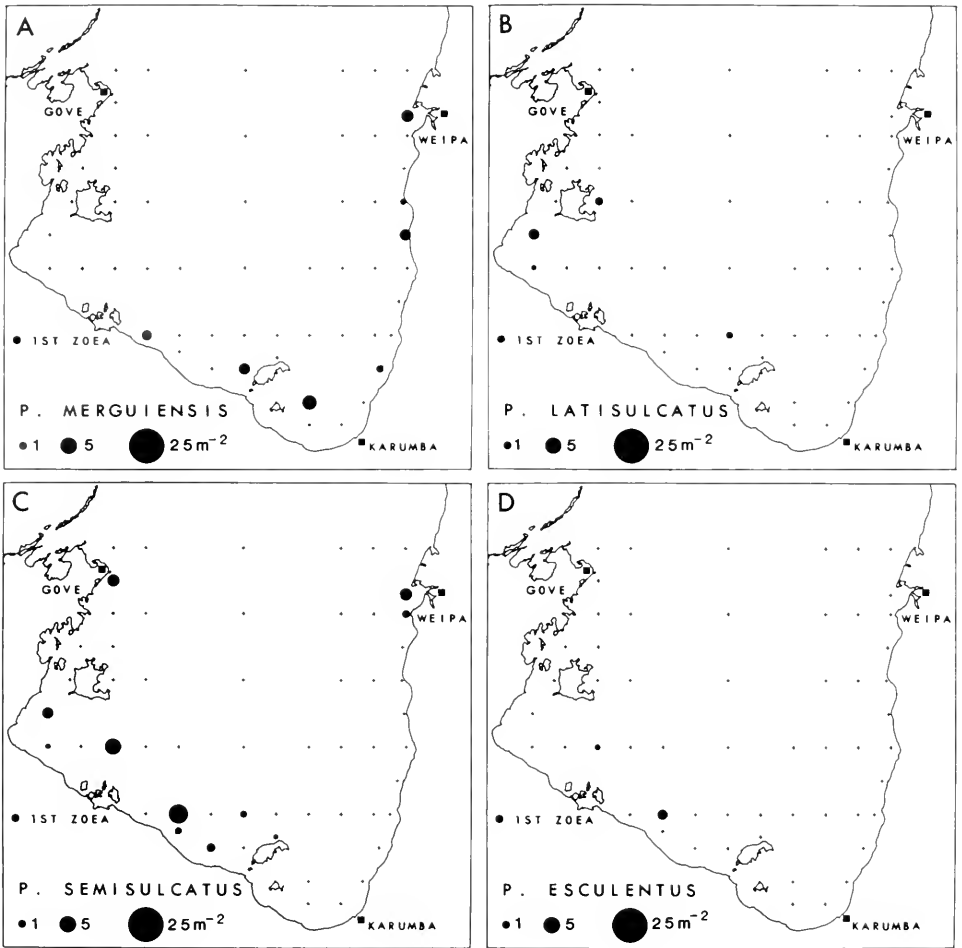 A
GOVE
WEIPA
1ST ZOEA
P. MERGUIENSIS
1 5 25m⁻²
KARUMBA
B
GOVE
WEIPA
1ST ZOEA
P. LATISULCATUS
1 5 25m⁻²
KARUMBA
C
GOVE
WEIPA
1ST ZOEA
P. SEMISULCATUS
1 5 25m⁻²
KARUMBA
D
GOVE
WEIPA
1ST ZOEA
P. ESCULENTUS
1 5 25m⁻²
KARUMBA